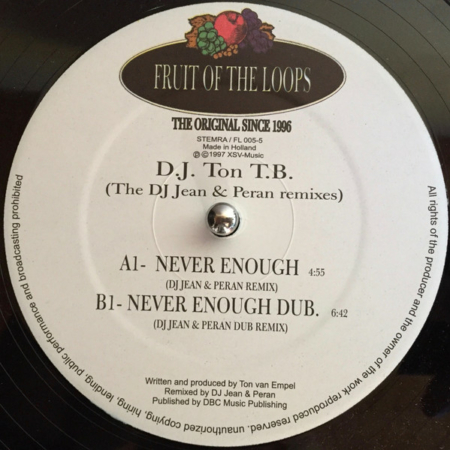 FRUIT OF THE LOOPS
THE ORIGINAL SINCE 1996
STEMRA / FL 005-5
Made in Holland
℗©1997 XSV-Music
D.J. Ton T.B.
(The DJ Jean & Peran remixes)
A1- NEVER ENOUGH 4:55
(DJ JEAN & PERAN REMIX)
B1- NEVER ENOUGH DUB. 6:42
(DJ JEAN & PERAN DUB REMIX)
Written and produced by Ton van Empel
Remixed by DJ Jean & Peran
Published by DBC Music Publishing
All rights of the producer and the owner of the work reproduced reserved. unauthorized copying, hiring, lending, public performance and broadcasting prohibited